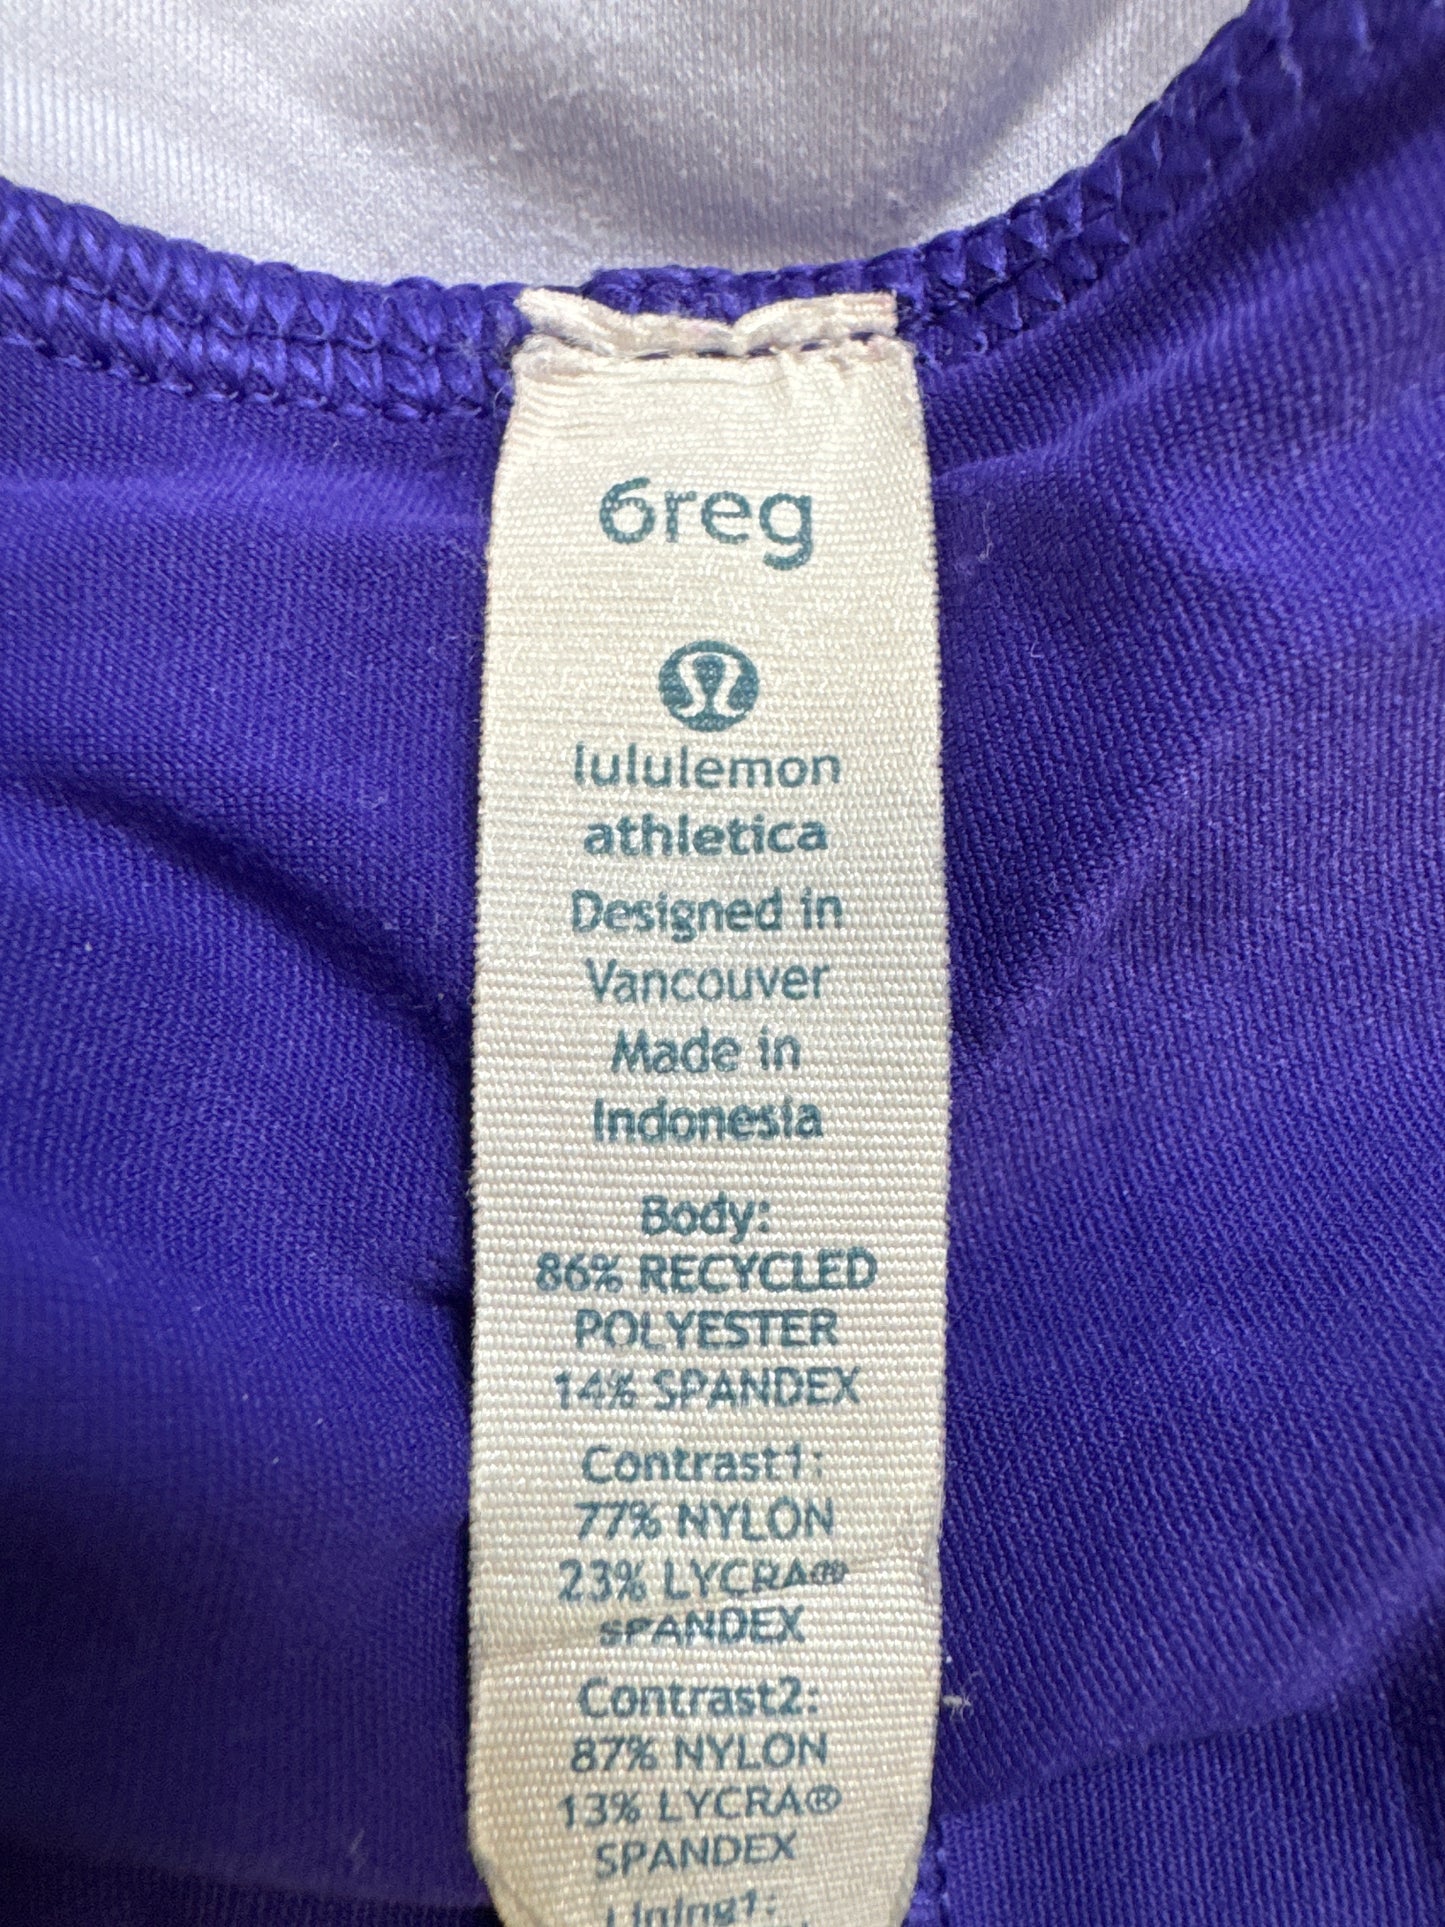 6reg
lululemon
athletica
Designed in
Vancouver
Made in
Indonesia
Body:
86% RECYCLED
POLYESTER
14% SPANDEX
Contrast1:
77% NYLON
23% LYCRA®
SPANDEX
Contrast2:
87% NYLON
13% LYCRA®
SPANDEX
Lining1: